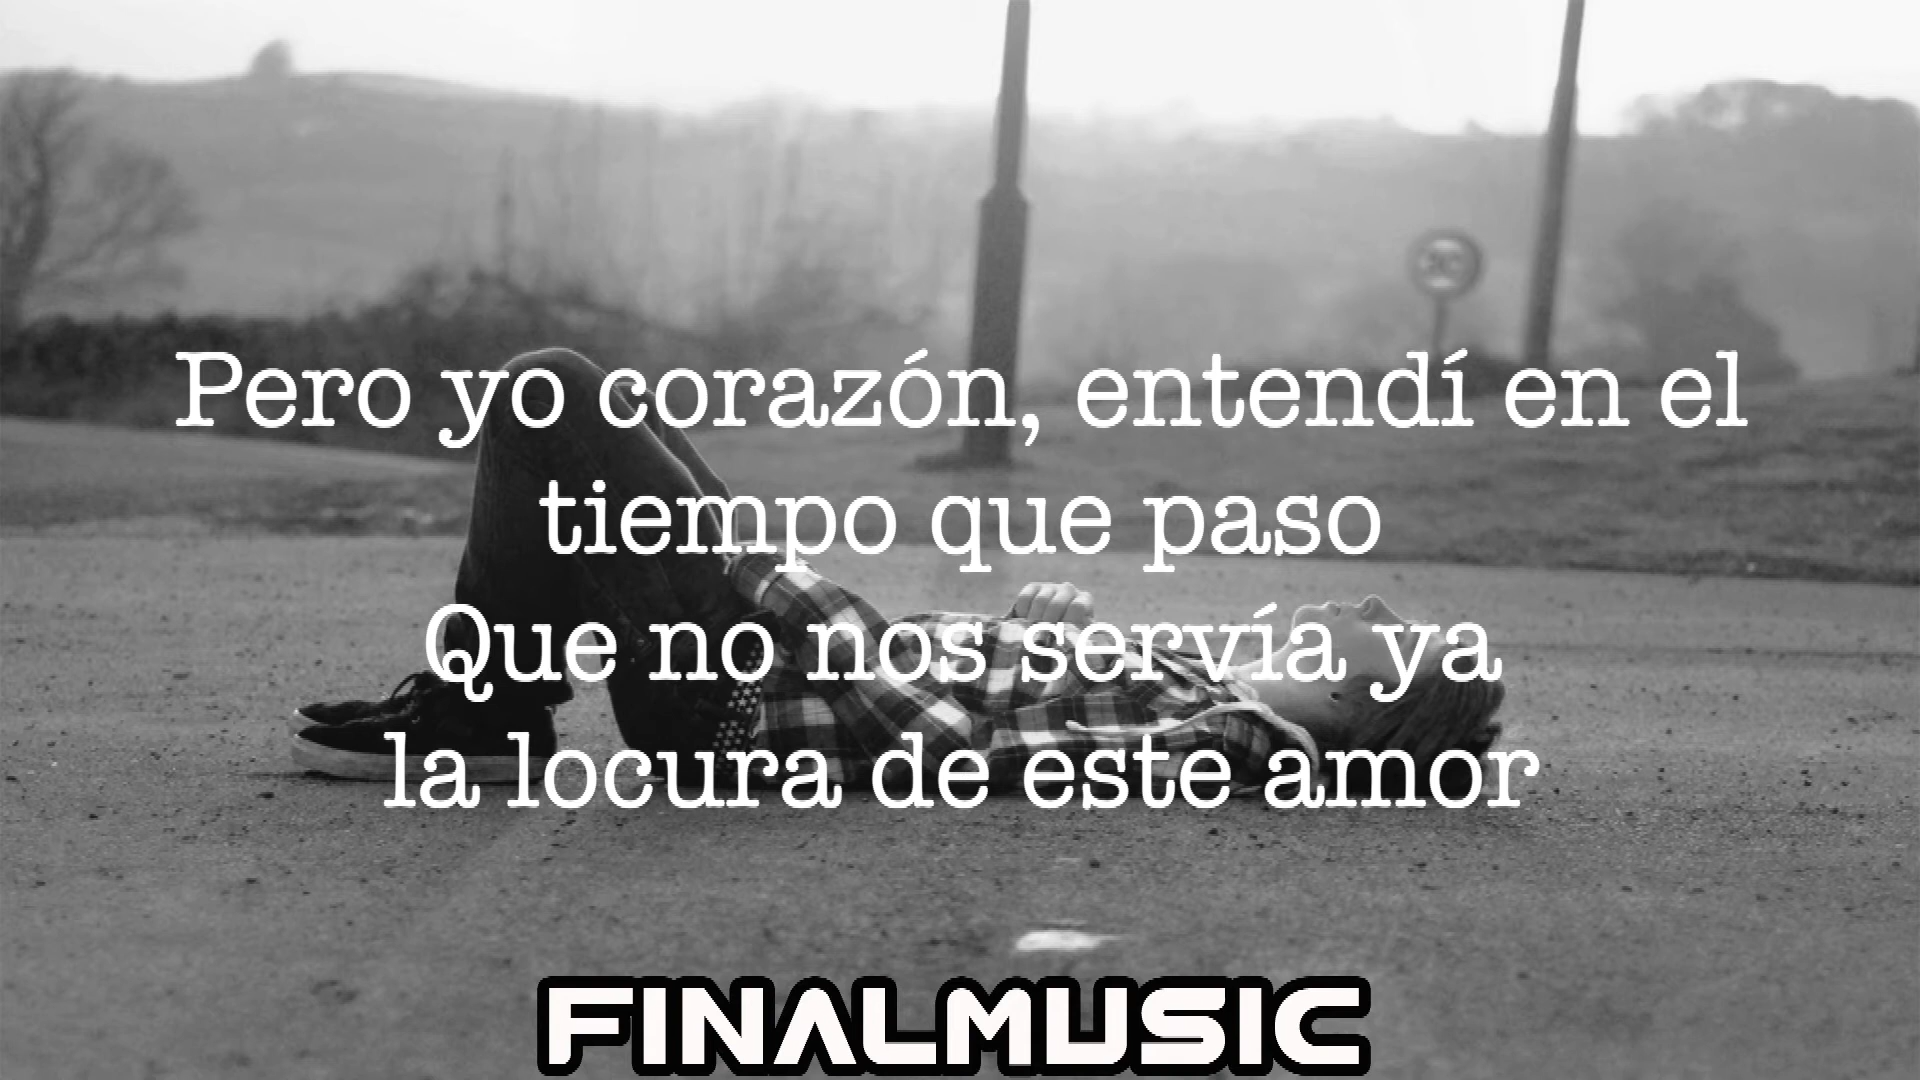 Pero yo corazón, entendí en el
tiempo que paso
Que no nos servía ya
la locura de este amor
FINALMUSIC